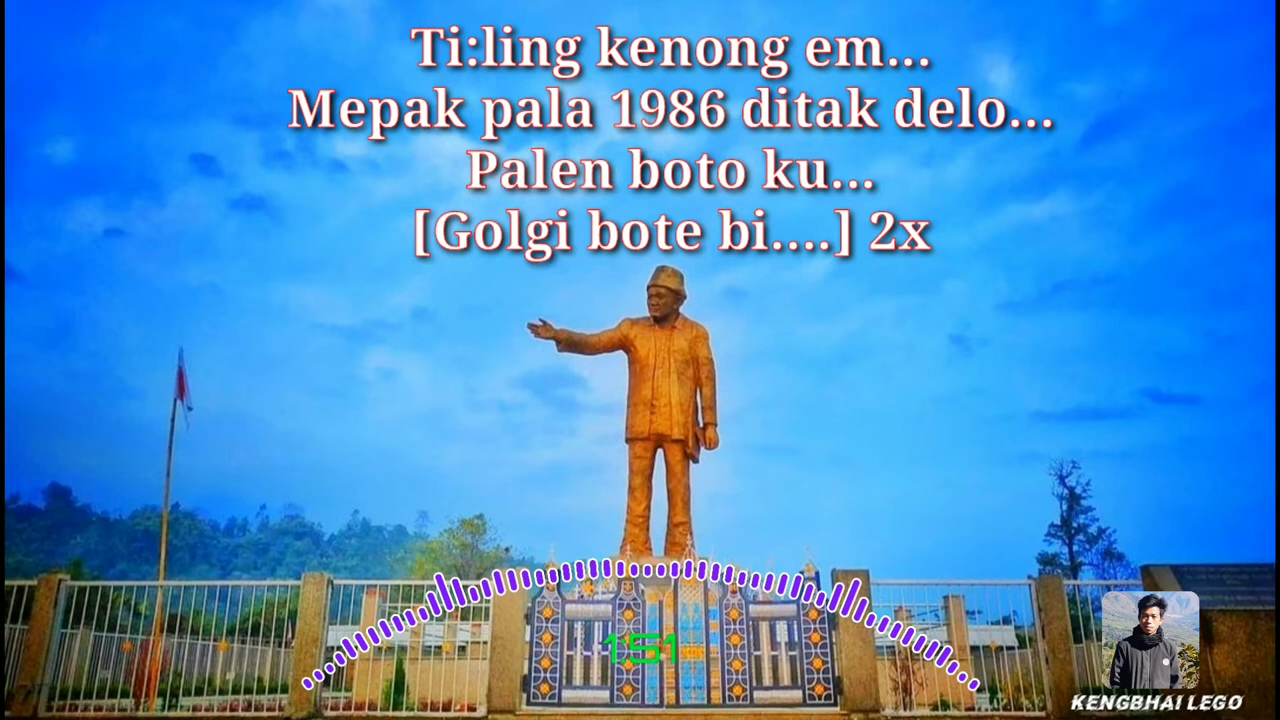 Ti:ling kenong em...
Mepak pala 1986 ditak delo...
Palen boto ku...
[Golgi bote bi....] 2x
1:51
KENGBHAI LEGO